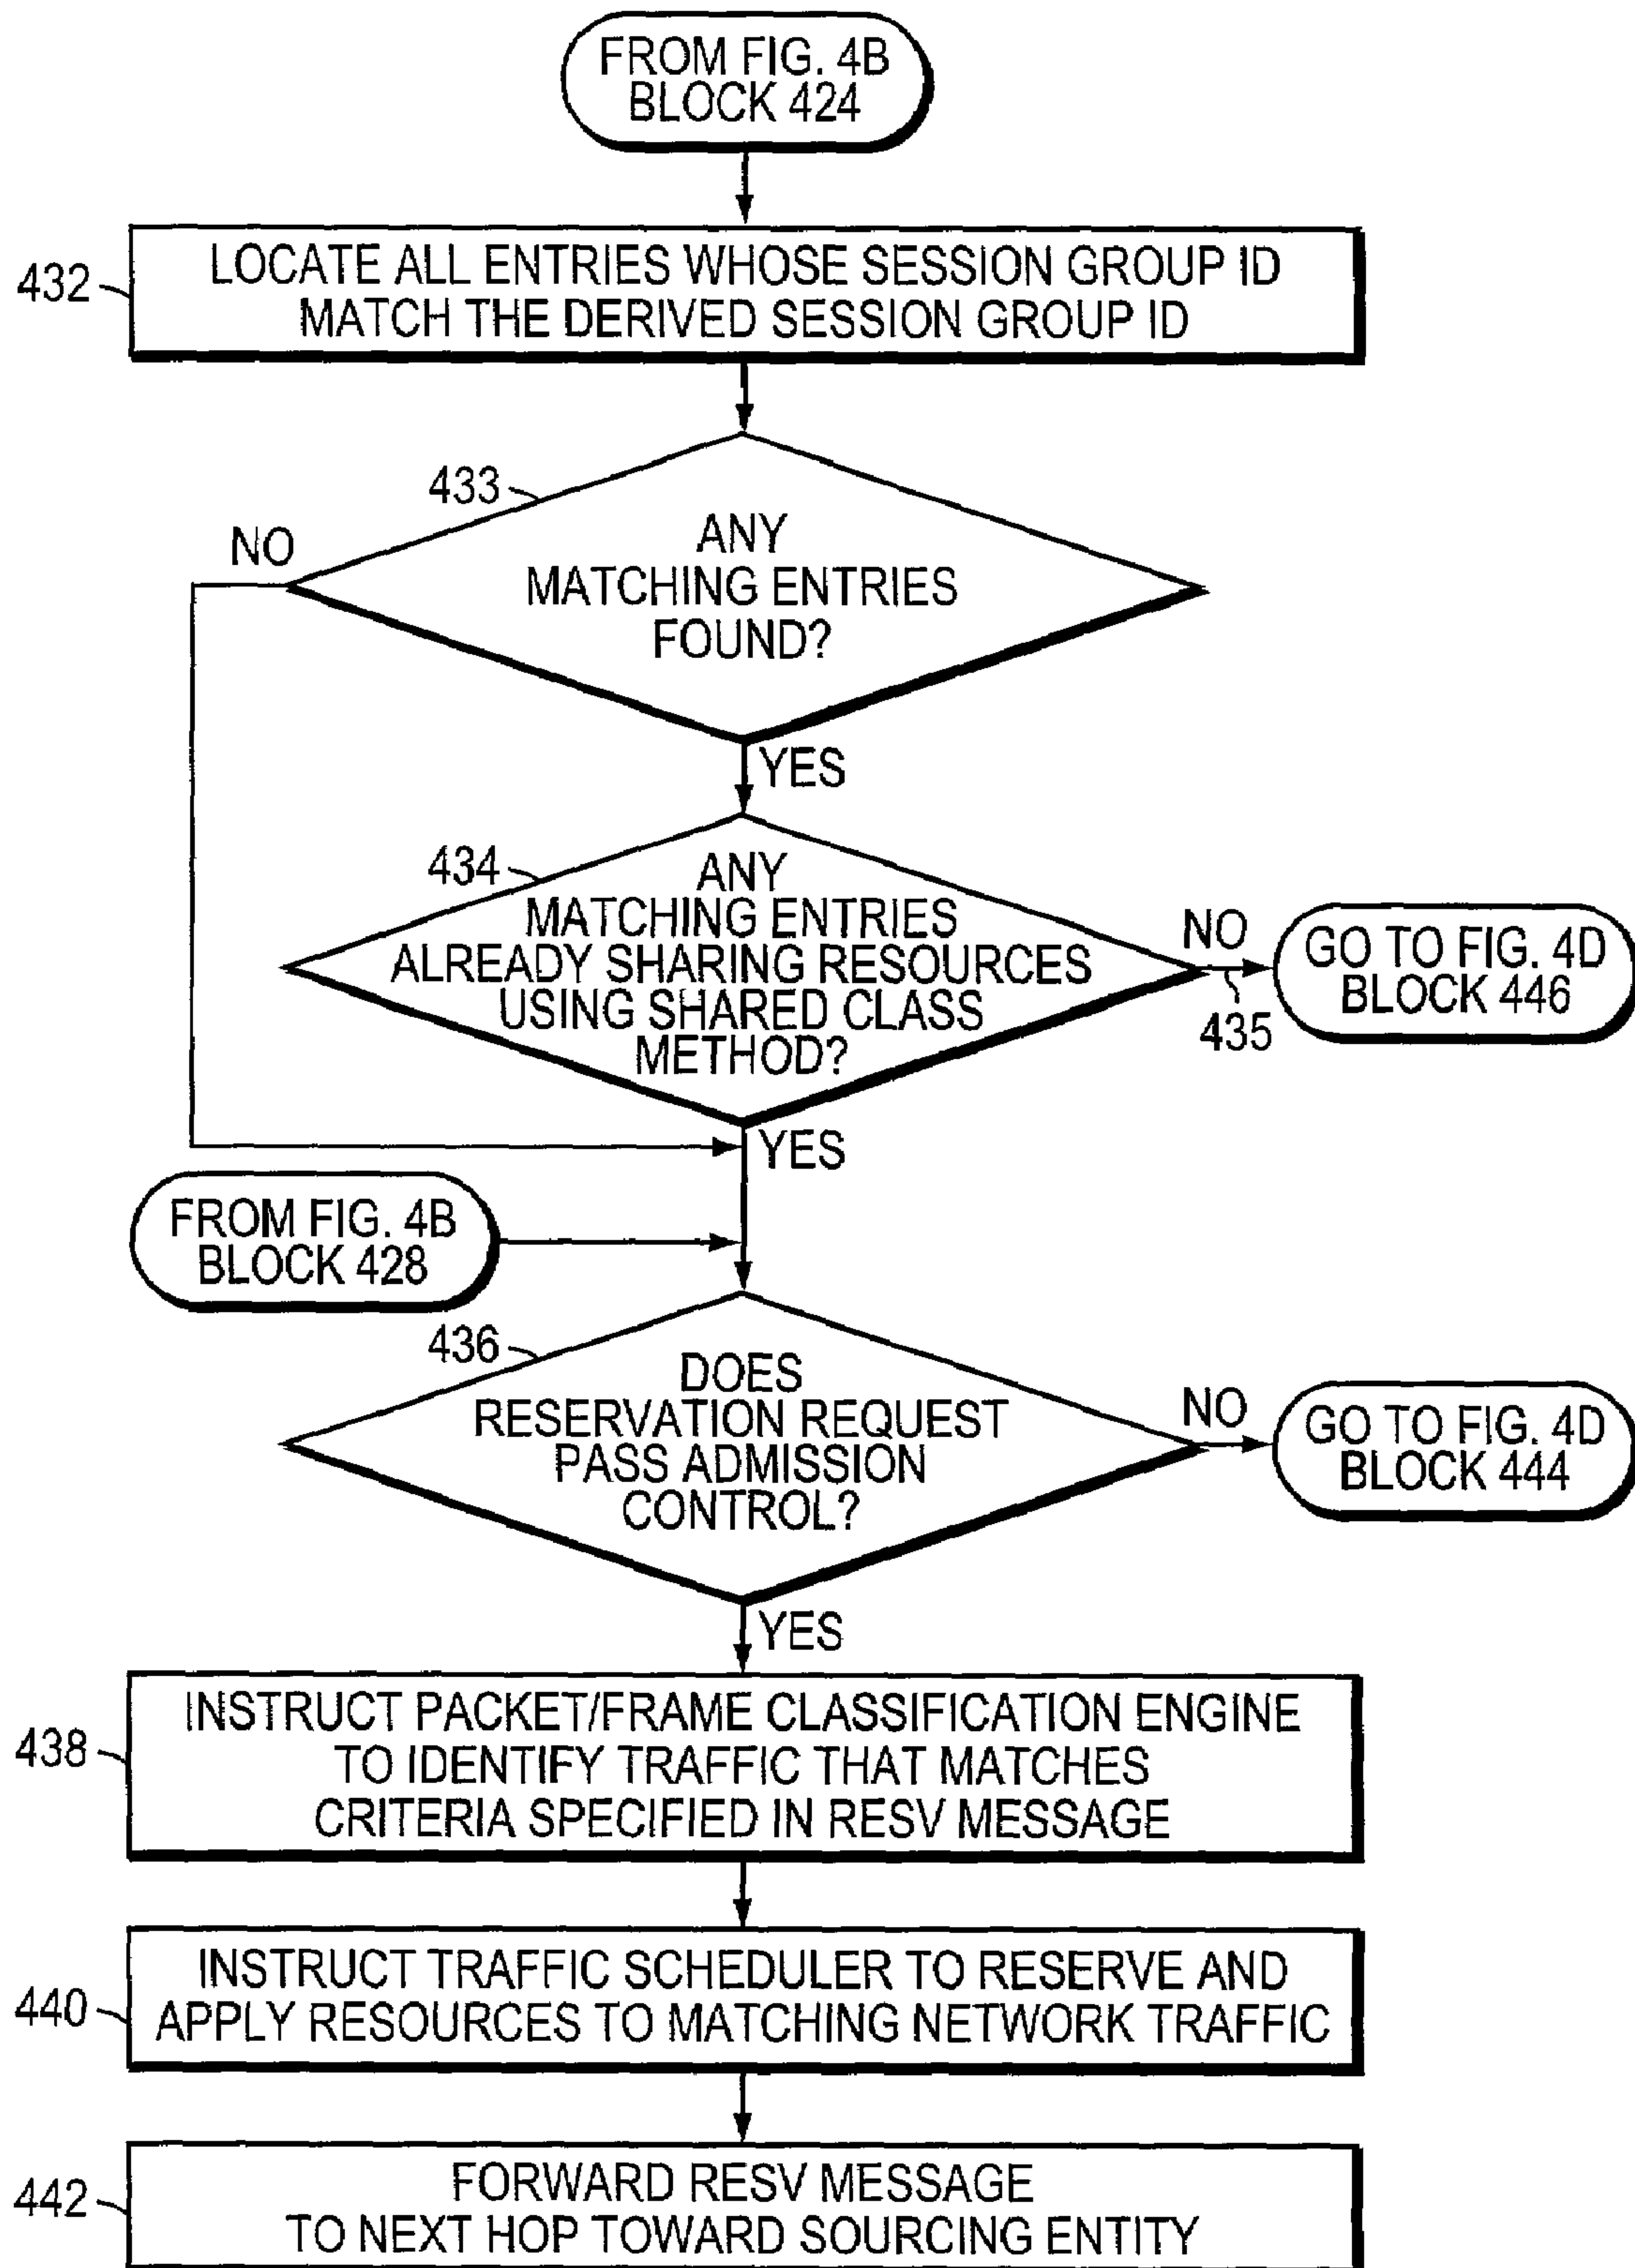 FROM FIG. 4B
BLOCK 424
432
LOCATE ALL ENTRIES WHOSE SESSION GROUP ID
MATCH THE DERIVED SESSION GROUP ID
433
NO
ANY
MATCHING ENTRIES
FOUND?
YES
434
ANY
MATCHING ENTRIES
ALREADY SHARING RESOURCES
USING SHARED CLASS
METHOD?
NO
435
GO TO FIG. 4D
BLOCK 446
YES
FROM FIG. 4B
BLOCK 428
436
DOES
RESERVATION REQUEST
PASS ADMISSION
CONTROL?
NO
GO TO FIG. 4D
BLOCK 444
YES
438
INSTRUCT PACKET/FRAME CLASSIFICATION ENGINE
TO IDENTIFY TRAFFIC THAT MATCHES
CRITERIA SPECIFIED IN RESV MESSAGE
440
INSTRUCT TRAFFIC SCHEDULER TO RESERVE AND
APPLY RESOURCES TO MATCHING NETWORK TRAFFIC
442
FORWARD RESV MESSAGE
TO NEXT HOP TOWARD SOURCING ENTITY